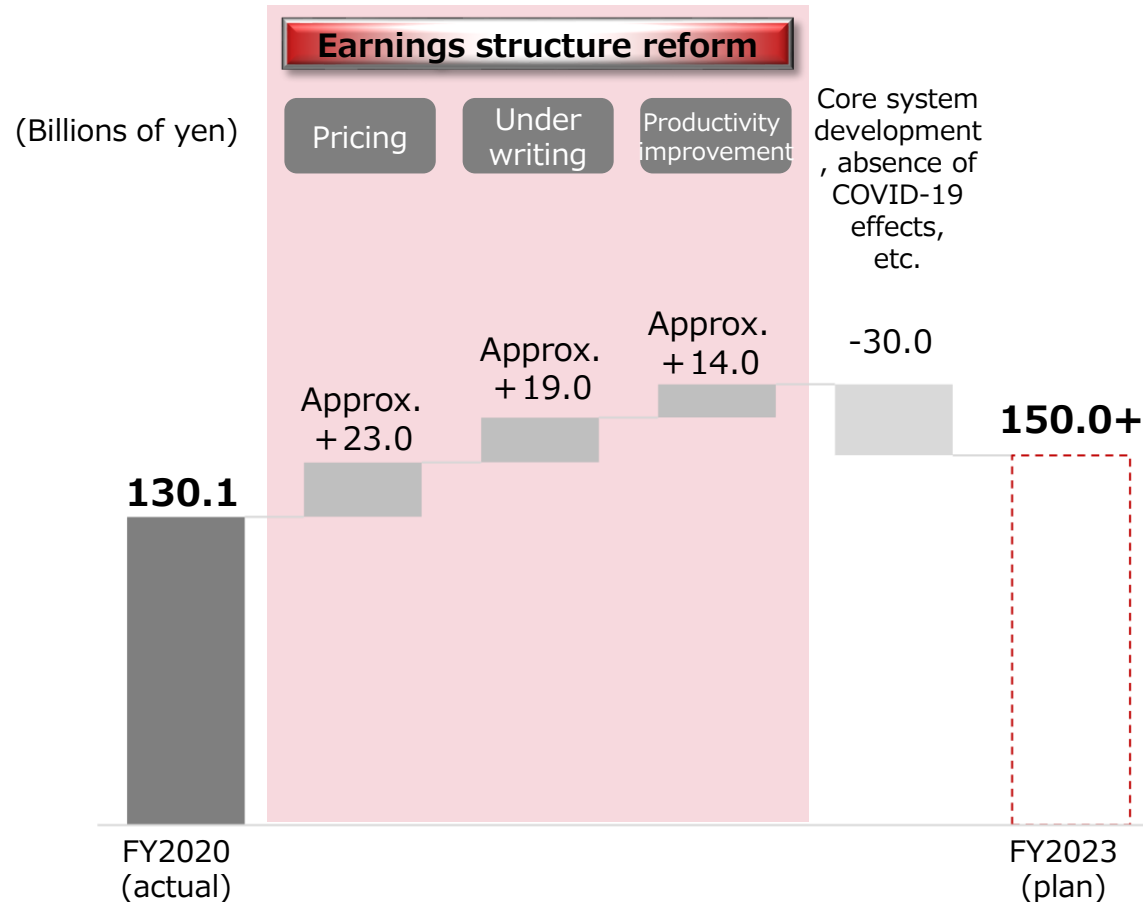 Earnings structure reform
(Billions of yen)
Pricing
Under
writing
Productivity
improvement
Core system
development
, absence of
COVID-19
effects,
etc.
130.1
Approx.
+23.0
Approx.
+19.0
Approx.
+14.0
-30.0
150.0+
FY2020
(actual)
FY2023
(plan)